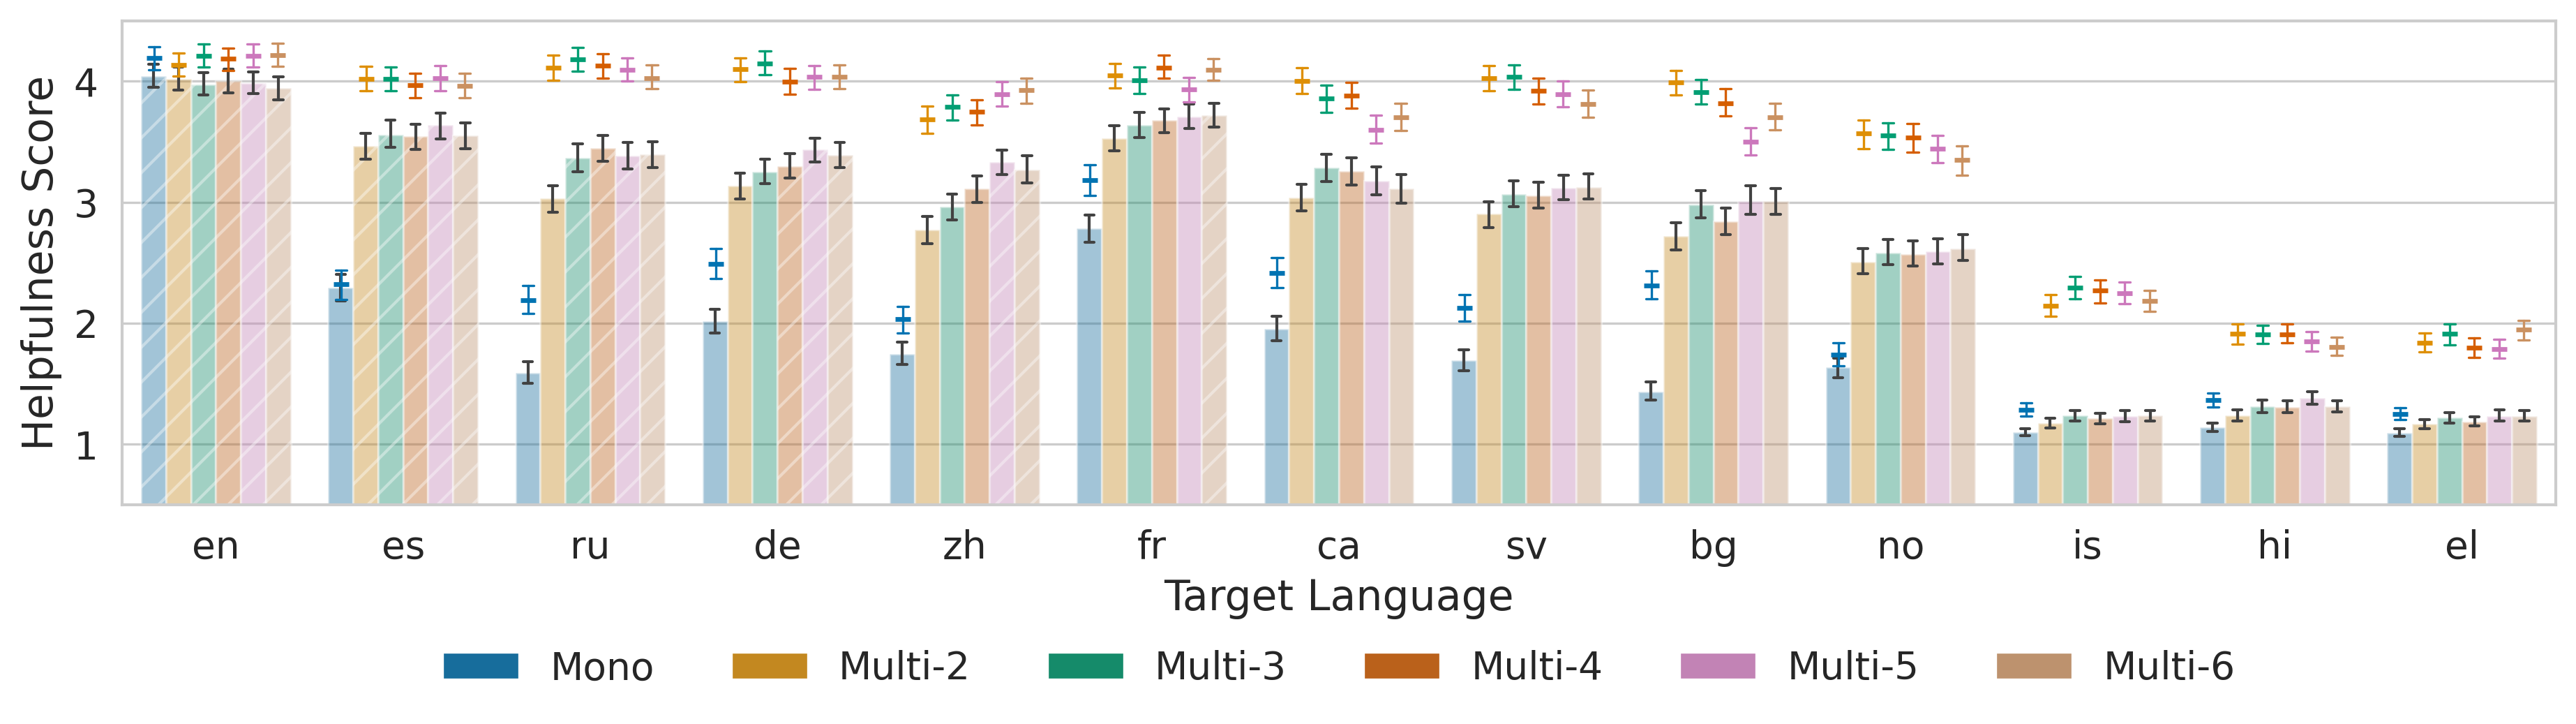 Helpfulness Score
4
3
2
1
en es ru de zh fr ca sv bg no is hi el
Target Language
Mono Multi-2 Multi-3 Multi-4 Multi-5 Multi-6